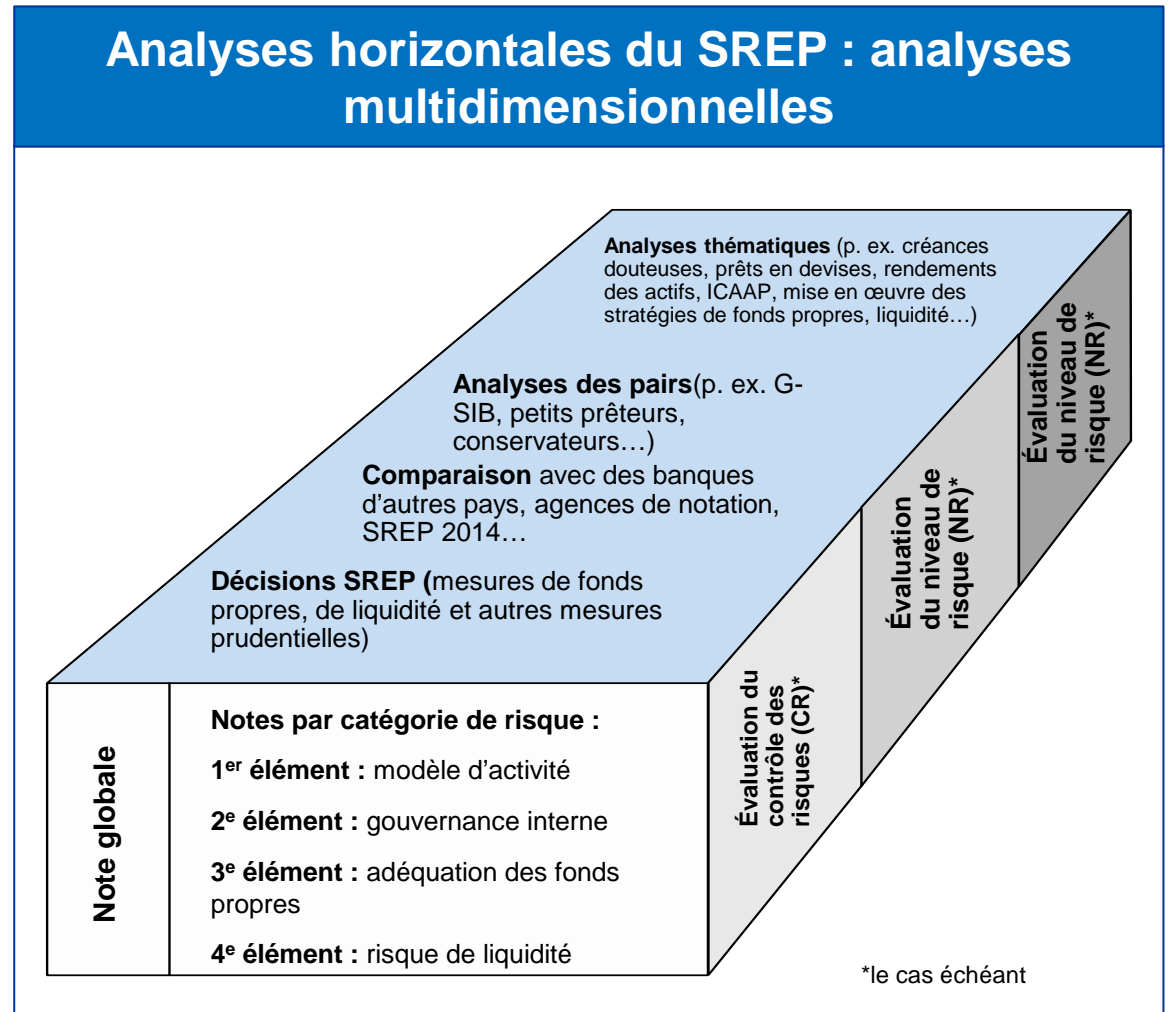 Analyses horizontales du SREP : analyses
multidimensionnelles
Analyses thématiques (p. ex. créances
douteuses, prêts en devises, rendements
des actifs, ICAAP, mise en œuvre des
stratégies de fonds propres, liquidité…)
Analyses des pairs(p. ex. G-
SIB, petits prêteurs,
conservateurs…)
Comparaison avec des banques
d’autres pays, agences de notation,
SREP 2014…
Décisions SREP (mesures de fonds
propres, de liquidité et autres mesures
prudentielles)
Note globale
Notes par catégorie de risque :
1er élément : modèle d’activité
2e élément : gouvernance interne
3e élément : adéquation des fonds
propres
4e élément : risque de liquidité
Évaluation du
contrôle des
risques (CR)*
Évaluation
du niveau de
risque (NR)*
Évaluation
du niveau de
risque (NR)*
*le cas échéant